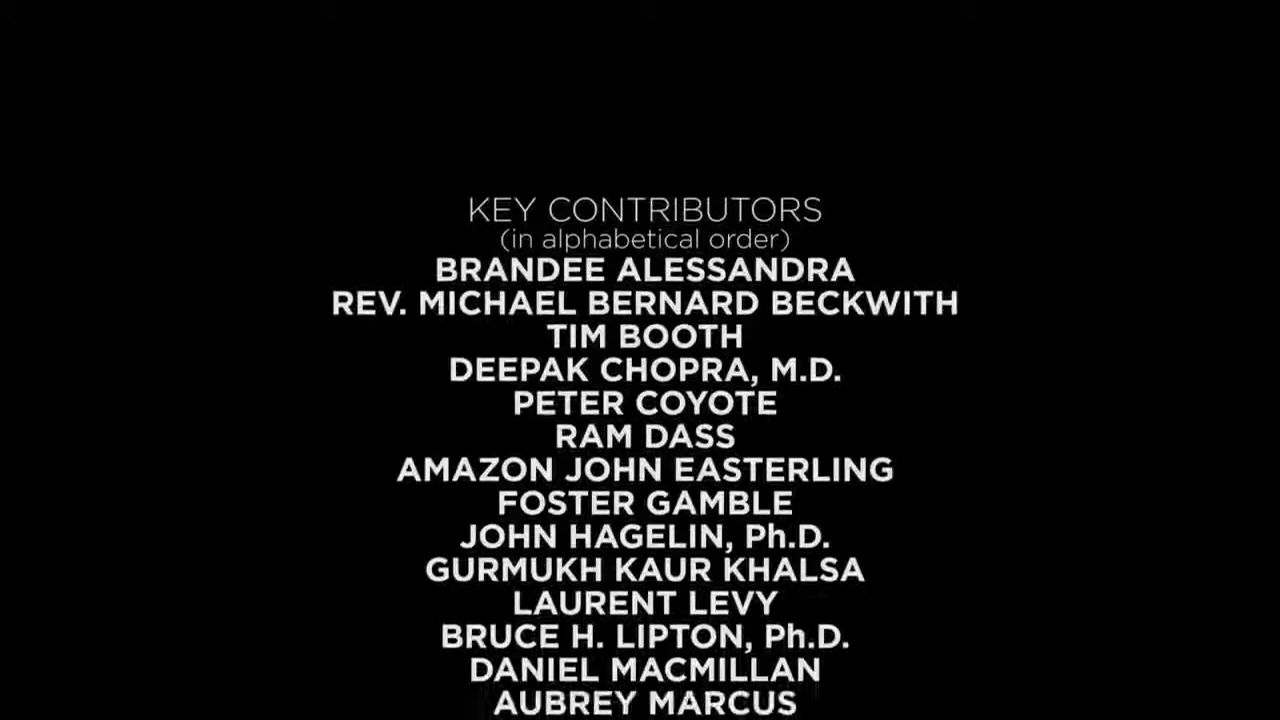 KEY CONTRIBUTORS
(in alphabetical order)
BRANDEE ALESSANDRA
REV. MICHAEL BERNARD BECKWITH
TIM BOOTH
DEEPAK CHOPRA, M.D.
PETER COYOTE
RAM DASS
AMAZON JOHN EASTERLING
FOSTER GAMBLE
JOHN HAGELIN, Ph.D.
GURMUKH KAUR KHALSA
LAURENT LEVY
BRUCE H. LIPTON, Ph.D.
DANIEL MACMILLAN
AUBREY MARCUS